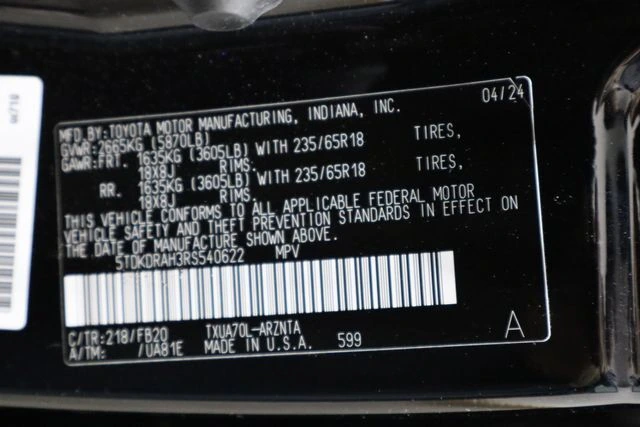 MFD.BY:TOYOTA MOTOR MANUFACTURING, INDIANA, INC. 04/24
GVWR:2665KG (5870LB)
GAWR:FRT. 1635KG (3605LB) WITH 235/65R18 TIRES,
18X8J RIMS.
RR. 1635KG (3605LB) WITH 235/65R18 TIRES,
18X8J RIMS.
THIS VEHICLE CONFORMS TO ALL APPLICABLE FEDERAL MOTOR
VEHICLE SAFETY AND THEFT PREVENTION STANDARDS IN EFFECT ON
THE DATE OF MANUFACTURE SHOWN ABOVE.
5TDKDRAH3RS540622 MPV
C/TR:218/FB20 TXUA70L-ARZNTA
A/TM: /UA81E MADE IN U.S.A. 599 A